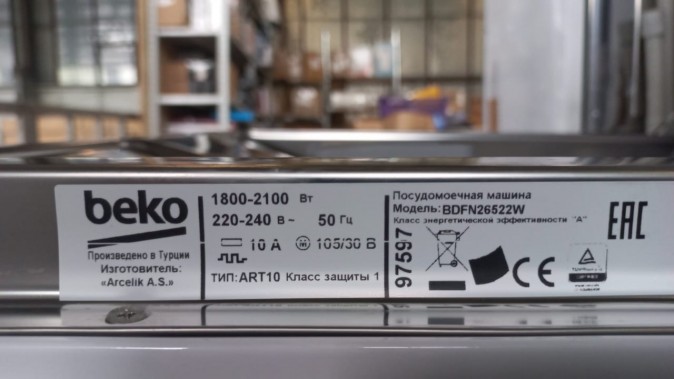 beko
Произведено в Турции
Изготовитель:
«Arcelik A.S.»
1800-2100 Вт
220-240 В~ 50 Гц
10 А 105/30 В
ТИП:ART10 Класс защиты 1
Посудомоечная машина
Модель:BDFN26522W
Класс энергетической эффективности "А"
97597
CE
EAC